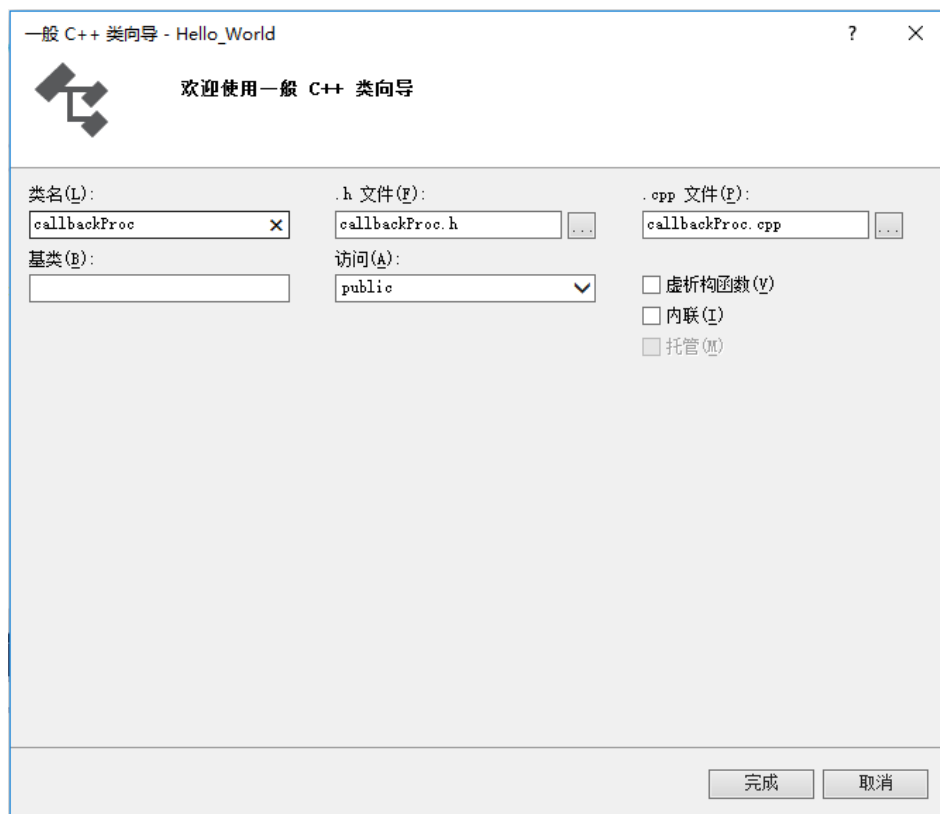 一般 C++ 类向导 - Hello_World
?
欢迎使用一般 C++ 类向导
类名(L):
.h 文件(F):
.cpp 文件(P):
callbackProc
callbackProc.h
...
callbackProc.cpp
...
基类(B):
访问(A):
public
虚析构函数(V)
内联(I)
托管(M)
完成
取消